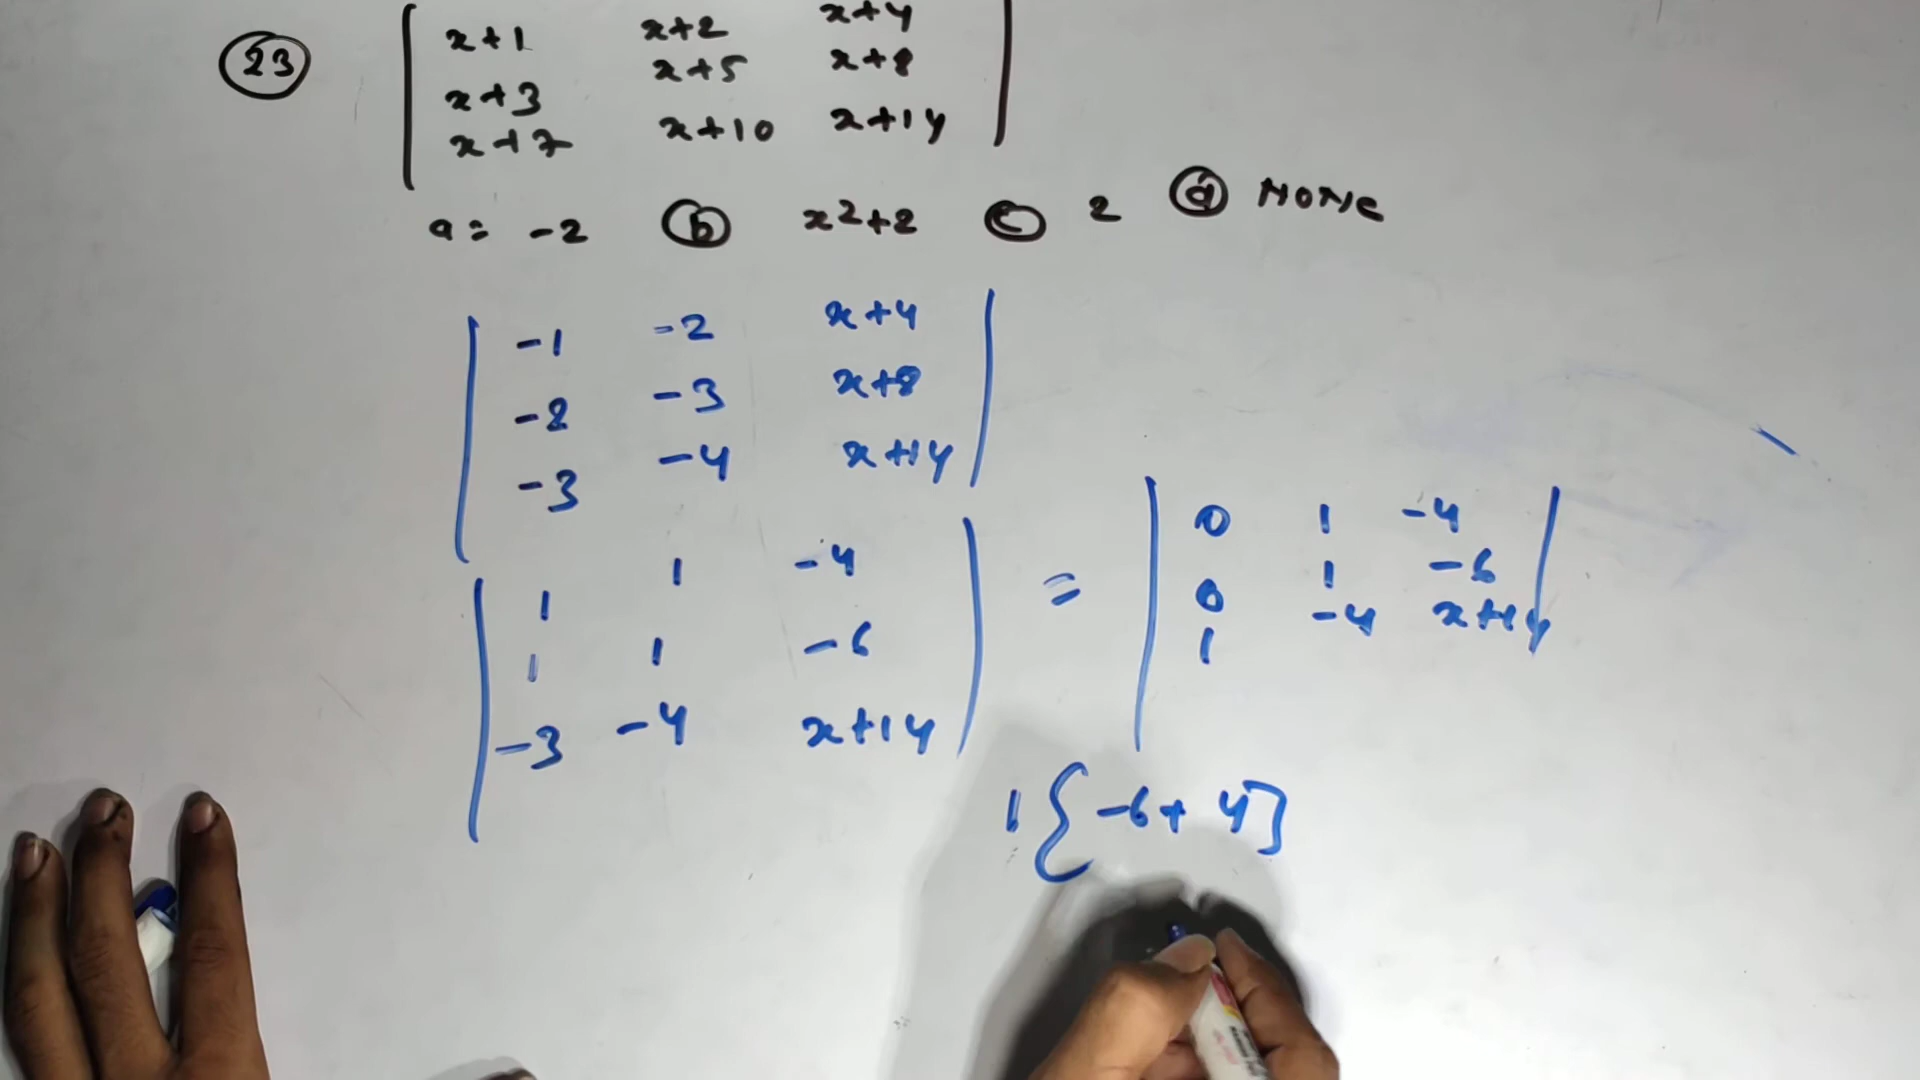 23
x+1 x+2 x+4
x+3 x+5 x+8
x+7 x+10 x+14
a= -2 b x²+2 c 2 d NONE
-1 -2 x+4
-2 -3 x+8
-3 -4 x+14
1 1 -4 = 0 1 -4
1 1 -6 0 1 -6
-3 -4 x+14 1 -4 x+14
1{-6+4]